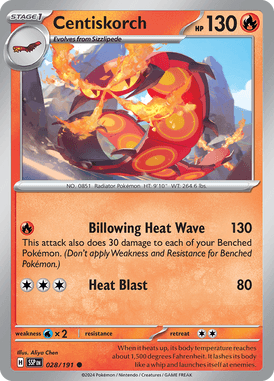 STAGE 1 Centiskorch HP 130
Evolves from Sizzlipede
NO. 0851 Radiator Pokémon HT: 9'10" WT: 264.6 lbs.
Billowing Heat Wave 130
This attack also does 30 damage to each of your Benched
Pokémon. (Don't apply Weakness and Resistance for Benched
Pokémon.)
Heat Blast 80
weakness ×2 resistance retreat
Illus. Aliya Chen
H SSP EN 028/191
When it heats up, its body temperature reaches
about 1,500 degrees Fahrenheit. It lashes its body
like a whip and launches itself at enemies.
©2024 Pokémon / Nintendo / Creatures / GAME FREAK